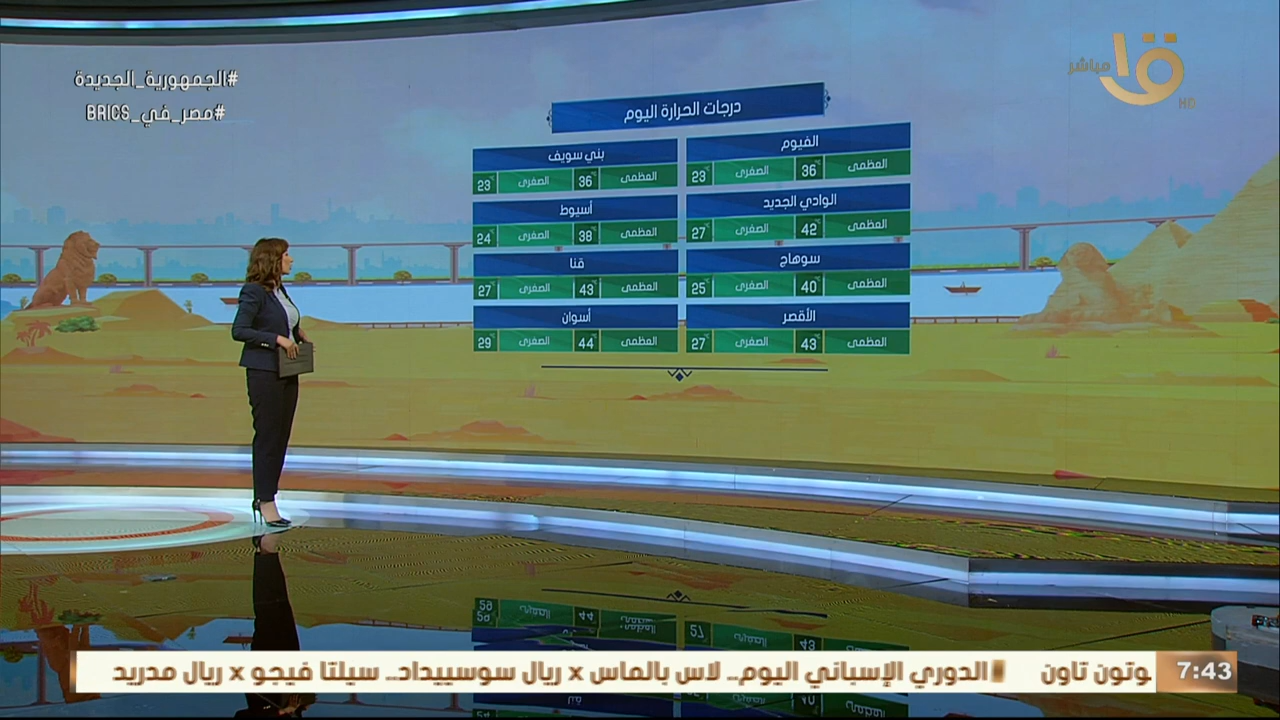 #الجمهورية_الجديدة
#مصر_في_BRICS
مباشر
HD
درجات الحرارة اليوم
الفيوم
العظمى 36 الصغرى 23
بني سويف
العظمى 36 الصغرى 23
الوادي الجديد
العظمى 42 الصغرى 27
أسيوط
العظمى 38 الصغرى 24
سوهاج
العظمى 40 الصغرى 25
قنا
العظمى 43 الصغرى 27
الأقصر
العظمى 43 الصغرى 27
أسوان
العظمى 44 الصغرى 29
7:43
وتون تاون
الدوري الإسباني اليوم.. لاس بالماس x ريال سوسييداد.. سيلتا فيجو x ريال مدريد